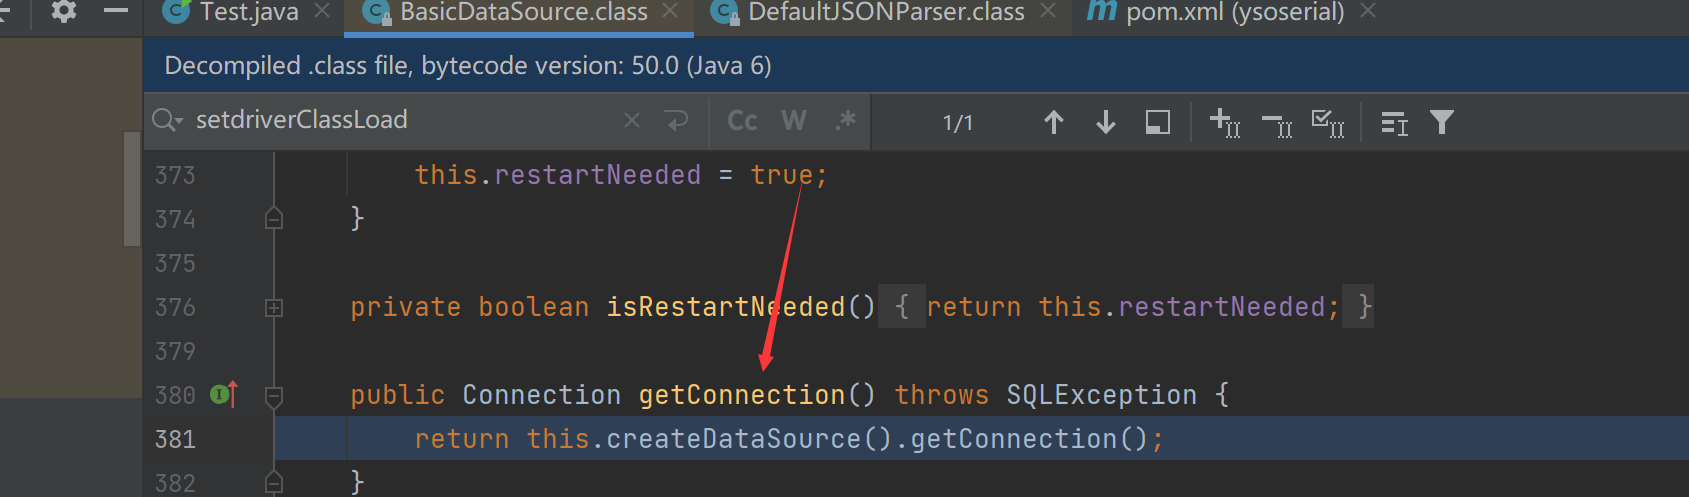 Test.java
BasicDataSource.class
DefaultJSONParser.class
pom.xml (ysoserial)
Decompiled .class file, bytecode version: 50.0 (Java 6)
setdriverClassLoad Cc W .* 1/1
373 this.restartNeeded = true;
374 }
375
376 private boolean isRestartNeeded() { return this.restartNeeded; }
379
380 public Connection getConnection() throws SQLException {
381 return this.createDataSource().getConnection();
382 }